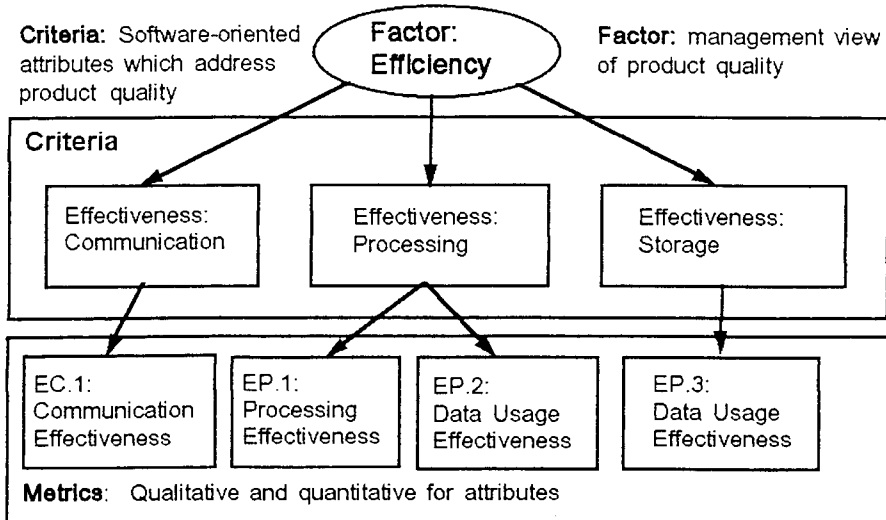 Criteria: Software-oriented
attributes which address
product quality
Factor:
Efficiency
Factor: management view
of product quality
Criteria
Effectiveness:
Communication
Effectiveness:
Processing
Effectiveness:
Storage
EC.1:
Communication
Effectiveness
EP.1:
Processing
Effectiveness
EP.2:
Data Usage
Effectiveness
EP.3:
Data Usage
Effectiveness
Metrics: Qualitative and quantitative for attributes